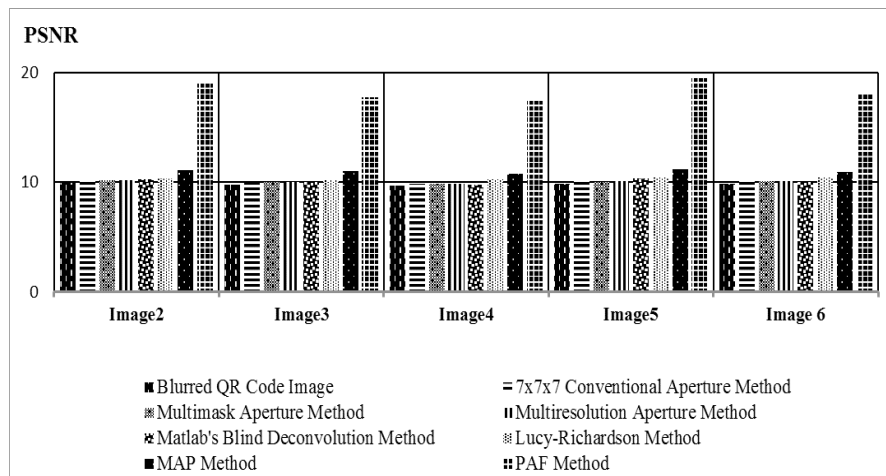 PSNR
20
10
0
Image2 Image3 Image4 Image5 Image 6
Blurred QR Code Image 7x7x7 Conventional Aperture Method
Multimask Aperture Method Multiresolution Aperture Method
Matlab's Blind Deconvolution Method Lucy-Richardson Method
MAP Method PAF Method